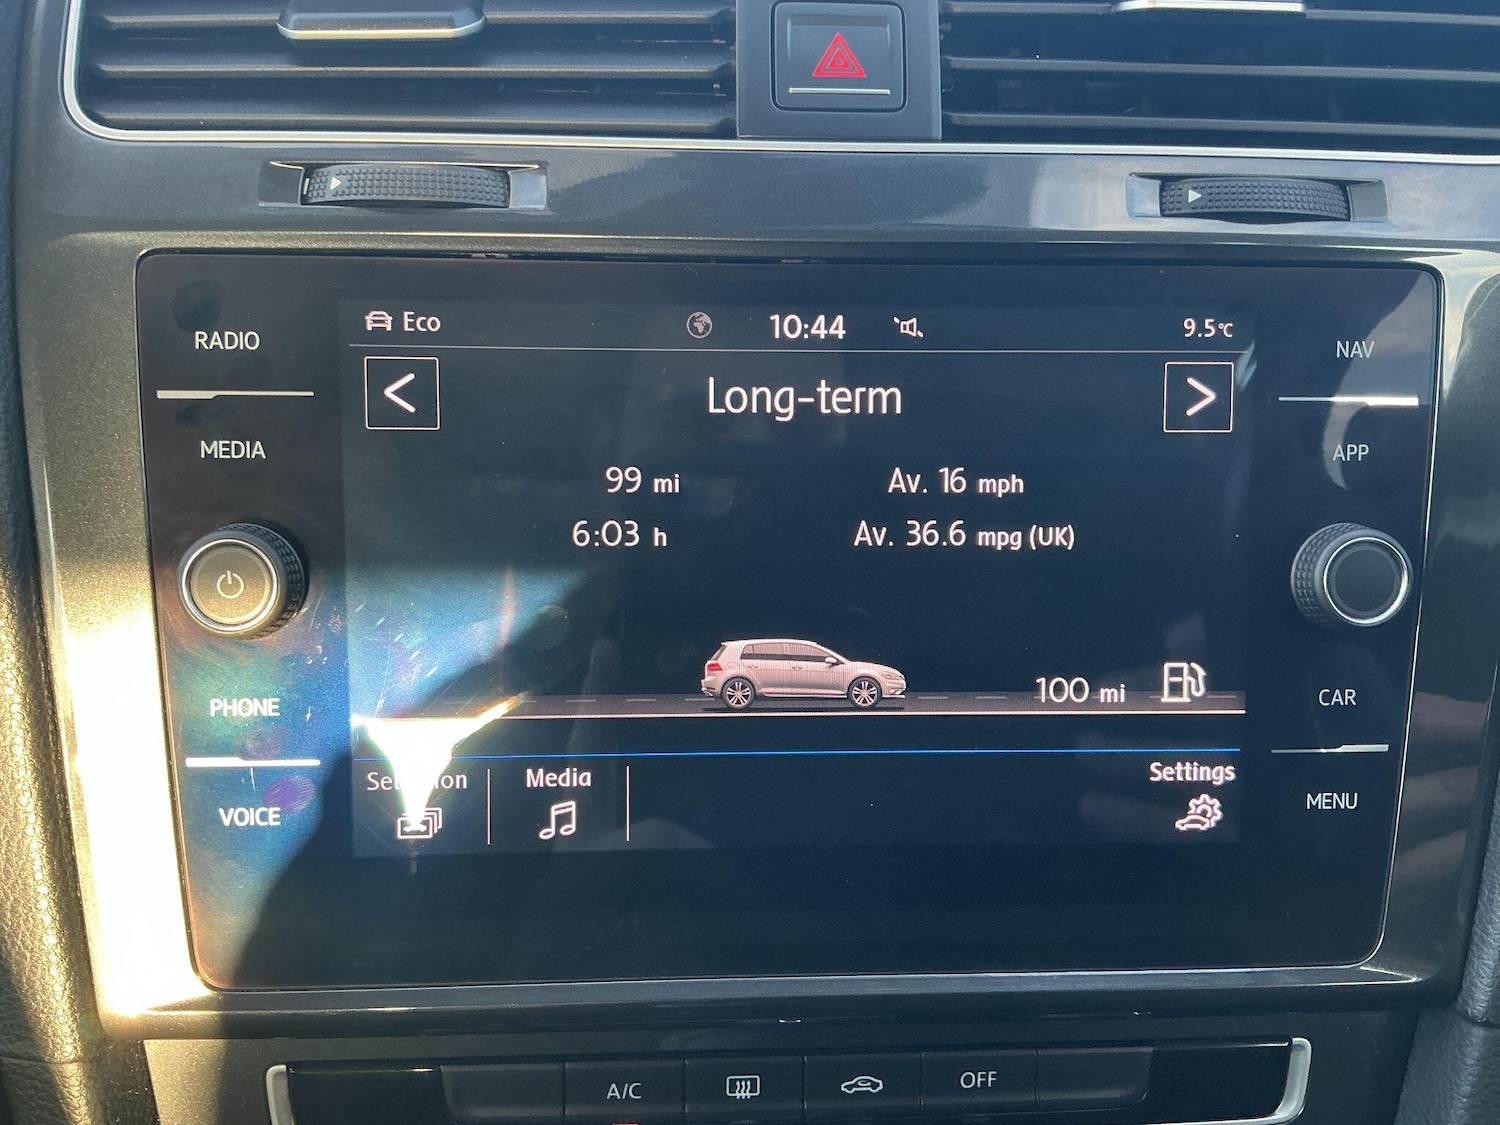 Eco 10:44 9.5°C
RADIO
NAV
< Long-term >
MEDIA
APP
99 mi Av. 16 mph
6:03 h Av. 36.6 mpg (UK)
100 mi
PHONE
CAR
Selection Media Settings
VOICE
MENU
A/C OFF